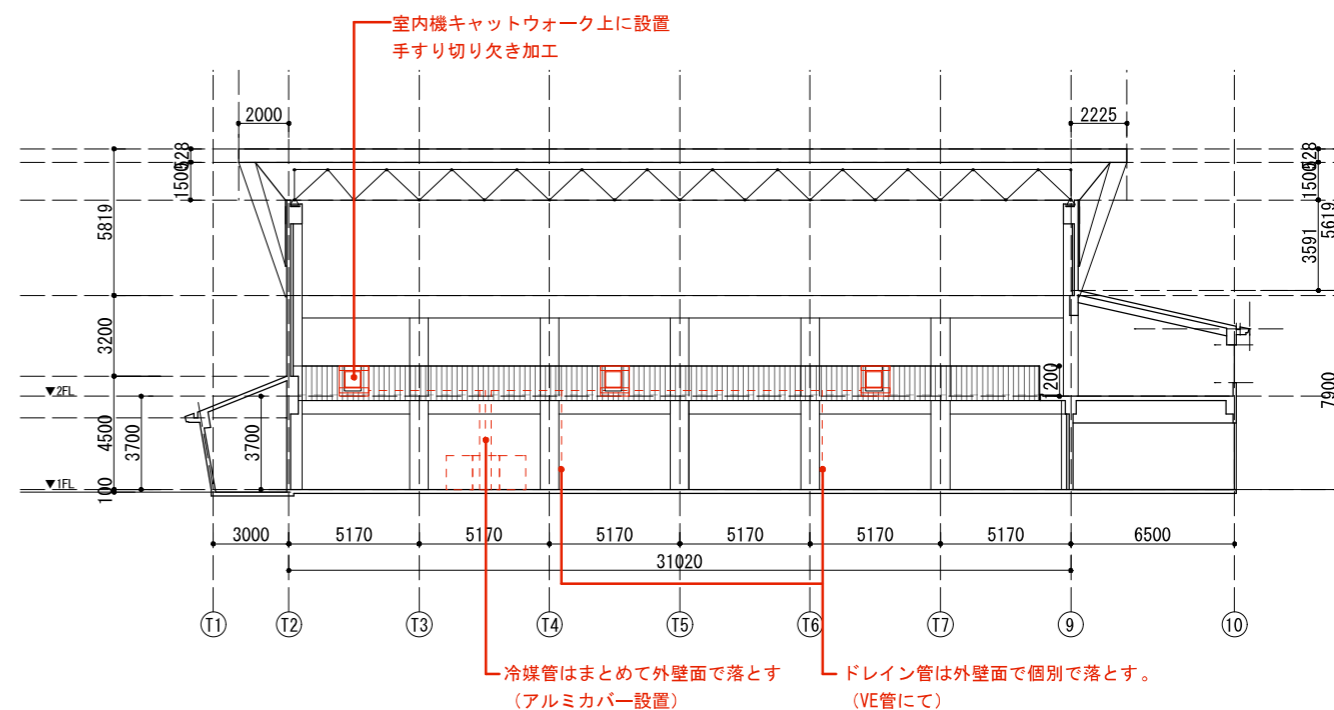 室内機キャットウォーク上に設置
手すり切り欠き加工
2000
2225
528
1500
5819
3200
4500
3700
3700
100
▼2FL
▼1FL
528
1500
3591
5619
7900
1200
3000
5170
5170
5170
5170
5170
5170
6500
31020
T1
T2
T3
T4
T5
T6
T7
9
10
冷媒管はまとめて外壁面で落とす
（アルミカバー設置）
ドレイン管は外壁面で個別で落とす。
（VE管にて）